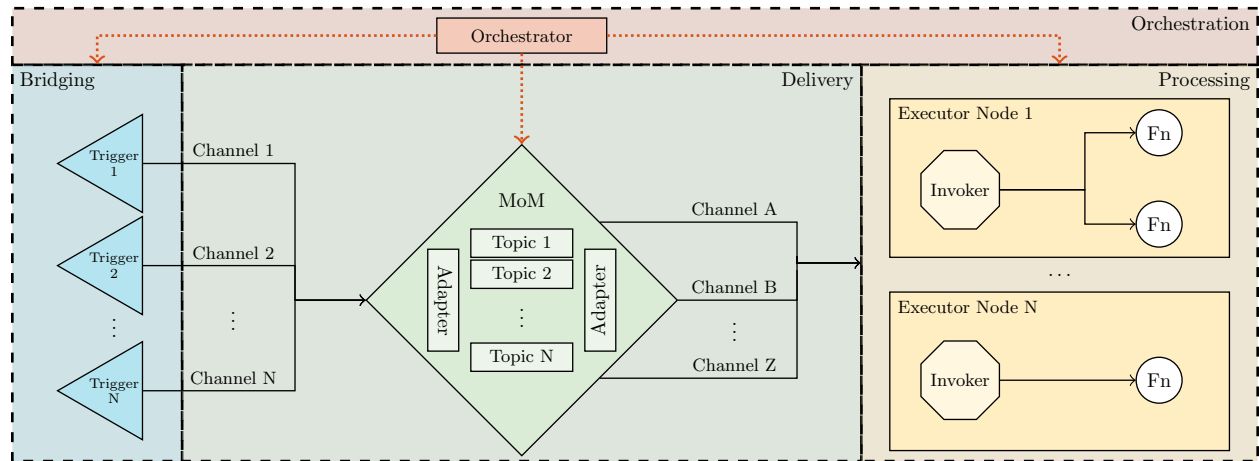 Orchestration
Orchestrator
Bridging
Delivery
Processing
Trigger
1
Channel 1
Trigger
2
Channel 2
⋮
⋮
Trigger
N
Channel N
MoM
Adapter
Topic 1
Topic 2
⋮
Topic N
Adapter
Channel A
Channel B
⋮
Channel Z
Executor Node 1
Invoker
Fn
Fn
...
Executor Node N
Invoker
Fn